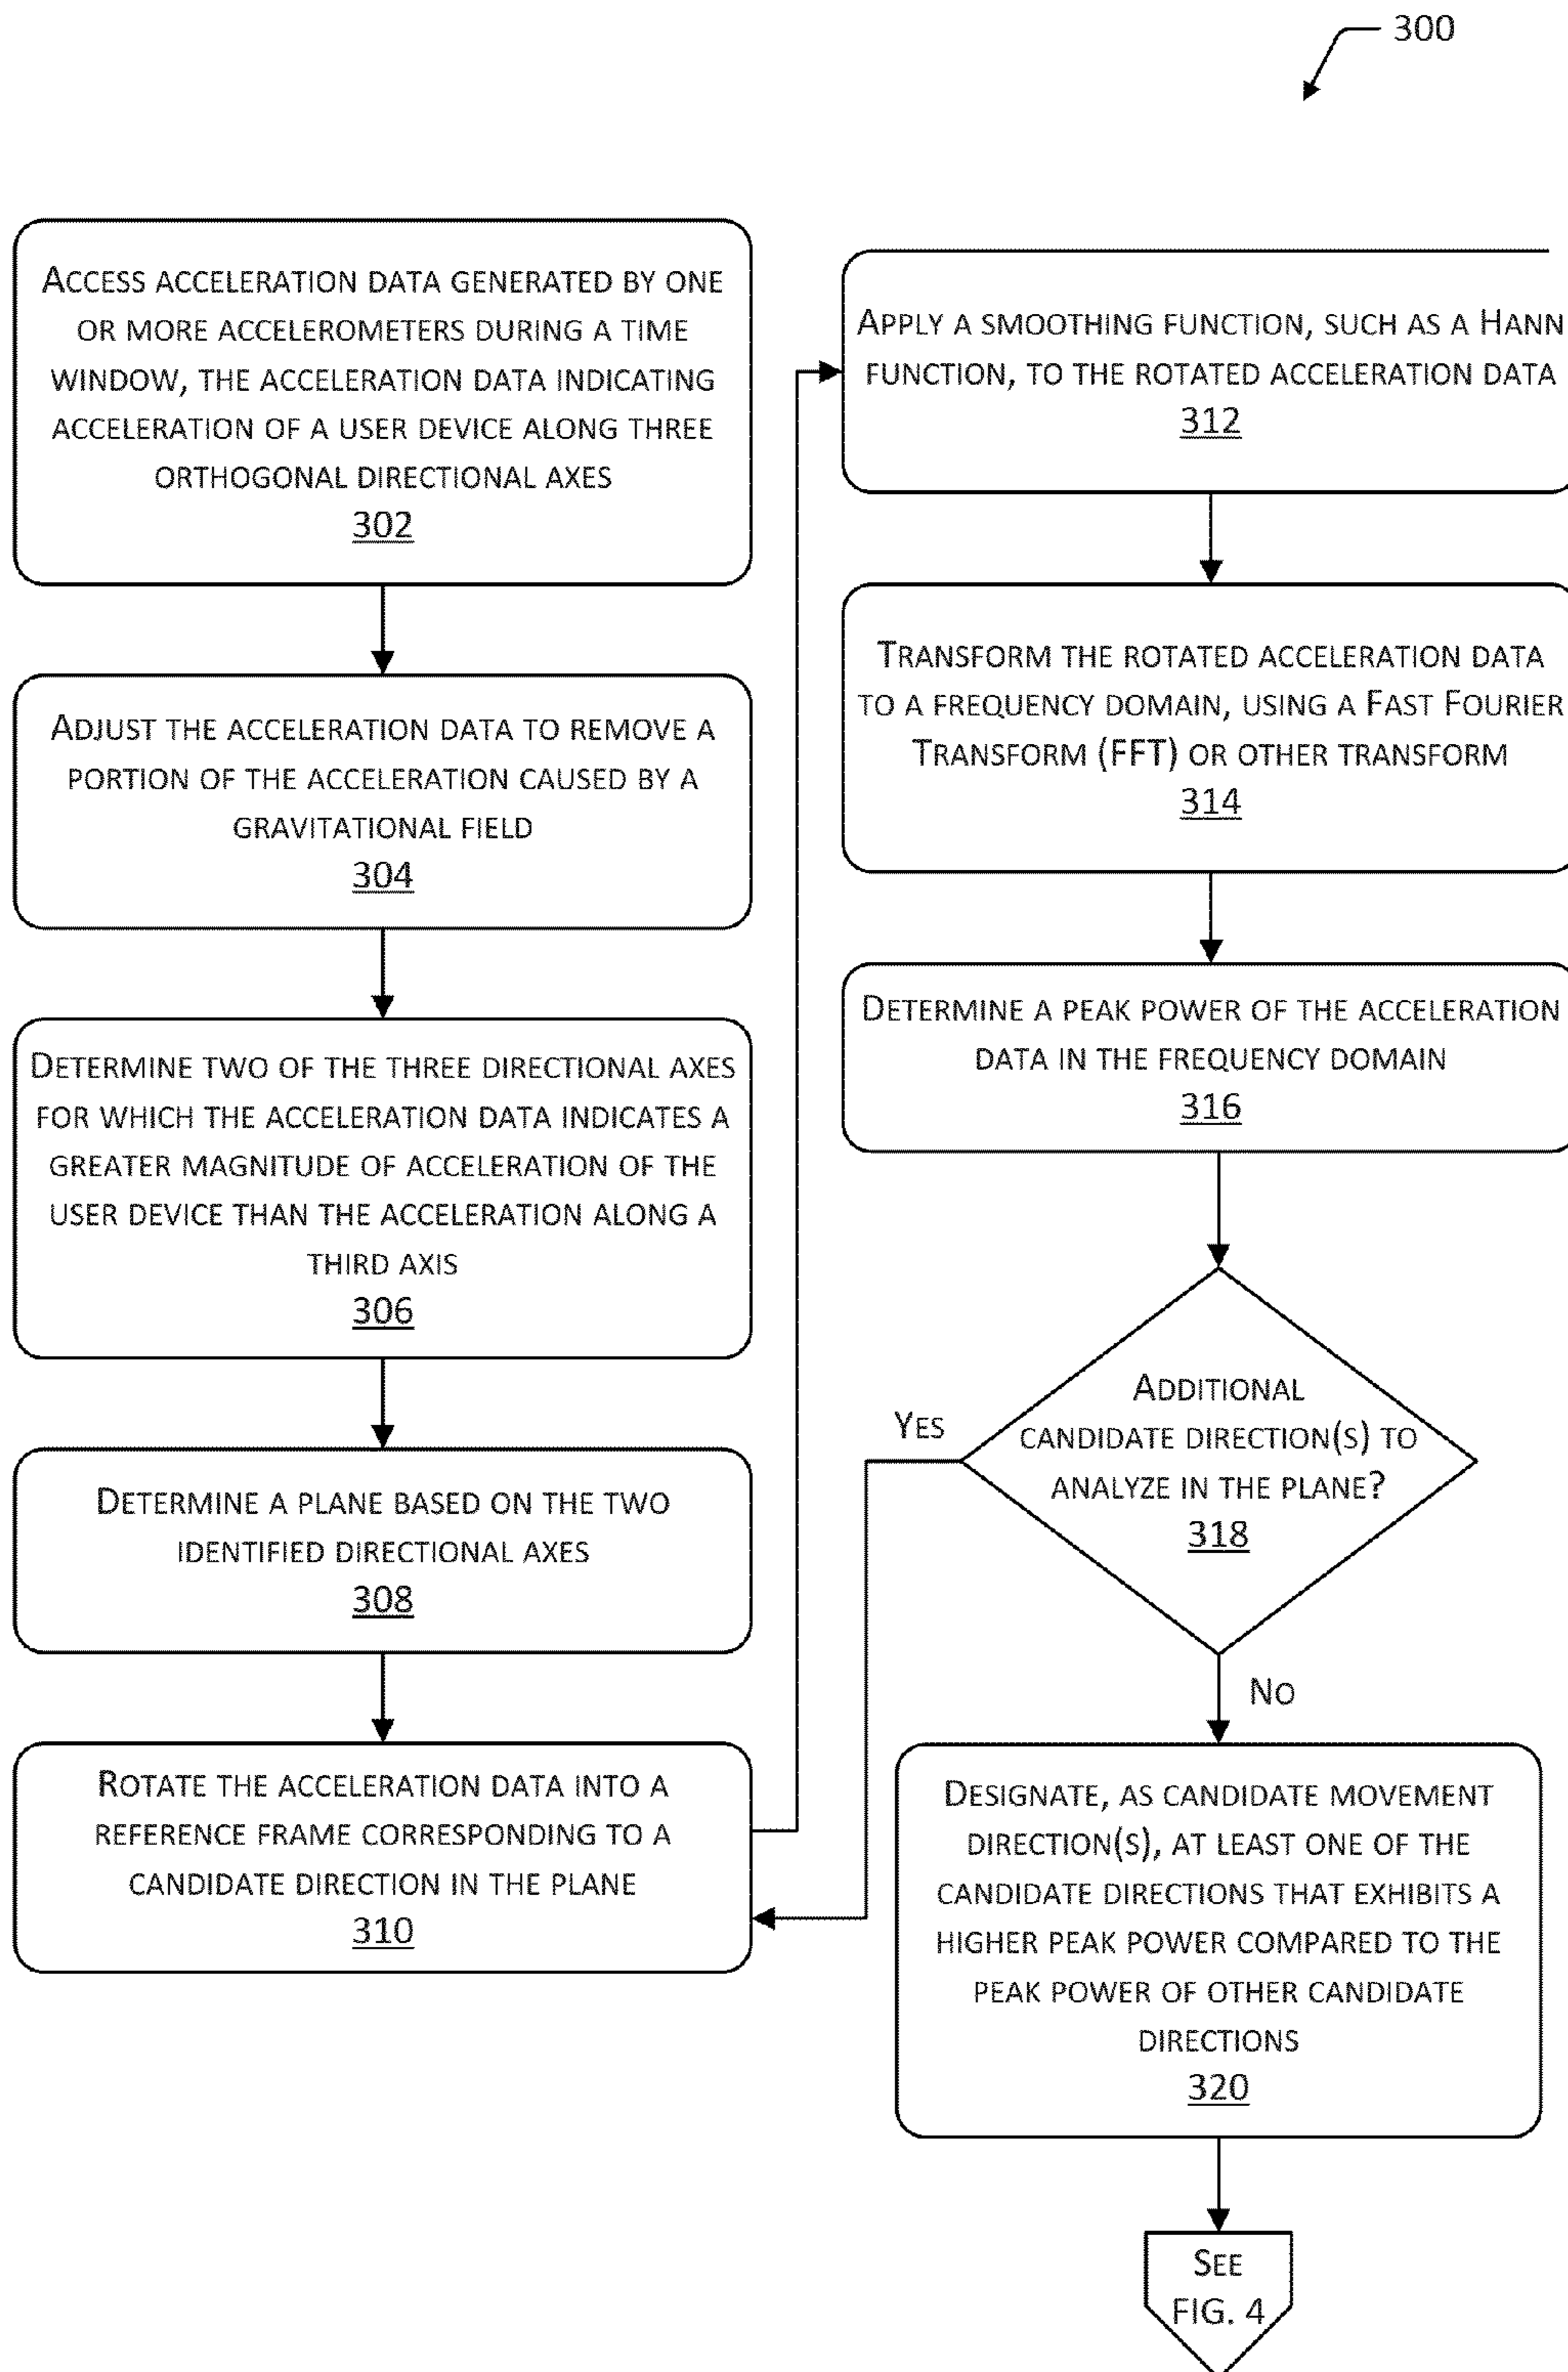 300
ACCESS ACCELERATION DATA GENERATED BY ONE
OR MORE ACCELEROMETERS DURING A TIME
WINDOW, THE ACCELERATION DATA INDICATING
ACCELERATION OF A USER DEVICE ALONG THREE
ORTHOGONAL DIRECTIONAL AXES
302
ADJUST THE ACCELERATION DATA TO REMOVE A
PORTION OF THE ACCELERATION CAUSED BY A
GRAVITATIONAL FIELD
304
DETERMINE TWO OF THE THREE DIRECTIONAL AXES
FOR WHICH THE ACCELERATION DATA INDICATES A
GREATER MAGNITUDE OF ACCELERATION OF THE
USER DEVICE THAN THE ACCELERATION ALONG A
THIRD AXIS
306
DETERMINE A PLANE BASED ON THE TWO
IDENTIFIED DIRECTIONAL AXES
308
ROTATE THE ACCELERATION DATA INTO A
REFERENCE FRAME CORRESPONDING TO A
CANDIDATE DIRECTION IN THE PLANE
310
APPLY A SMOOTHING FUNCTION, SUCH AS A HANN
FUNCTION, TO THE ROTATED ACCELERATION DATA
312
TRANSFORM THE ROTATED ACCELERATION DATA
TO A FREQUENCY DOMAIN, USING A FAST FOURIER
TRANSFORM (FFT) OR OTHER TRANSFORM
314
DETERMINE A PEAK POWER OF THE ACCELERATION
DATA IN THE FREQUENCY DOMAIN
316
ADDITIONAL
CANDIDATE DIRECTION(S) TO
ANALYZE IN THE PLANE?
318
YES
NO
DESIGNATE, AS CANDIDATE MOVEMENT
DIRECTION(S), AT LEAST ONE OF THE
CANDIDATE DIRECTIONS THAT EXHIBITS A
HIGHER PEAK POWER COMPARED TO THE
PEAK POWER OF OTHER CANDIDATE
DIRECTIONS
320
SEE
FIG. 4